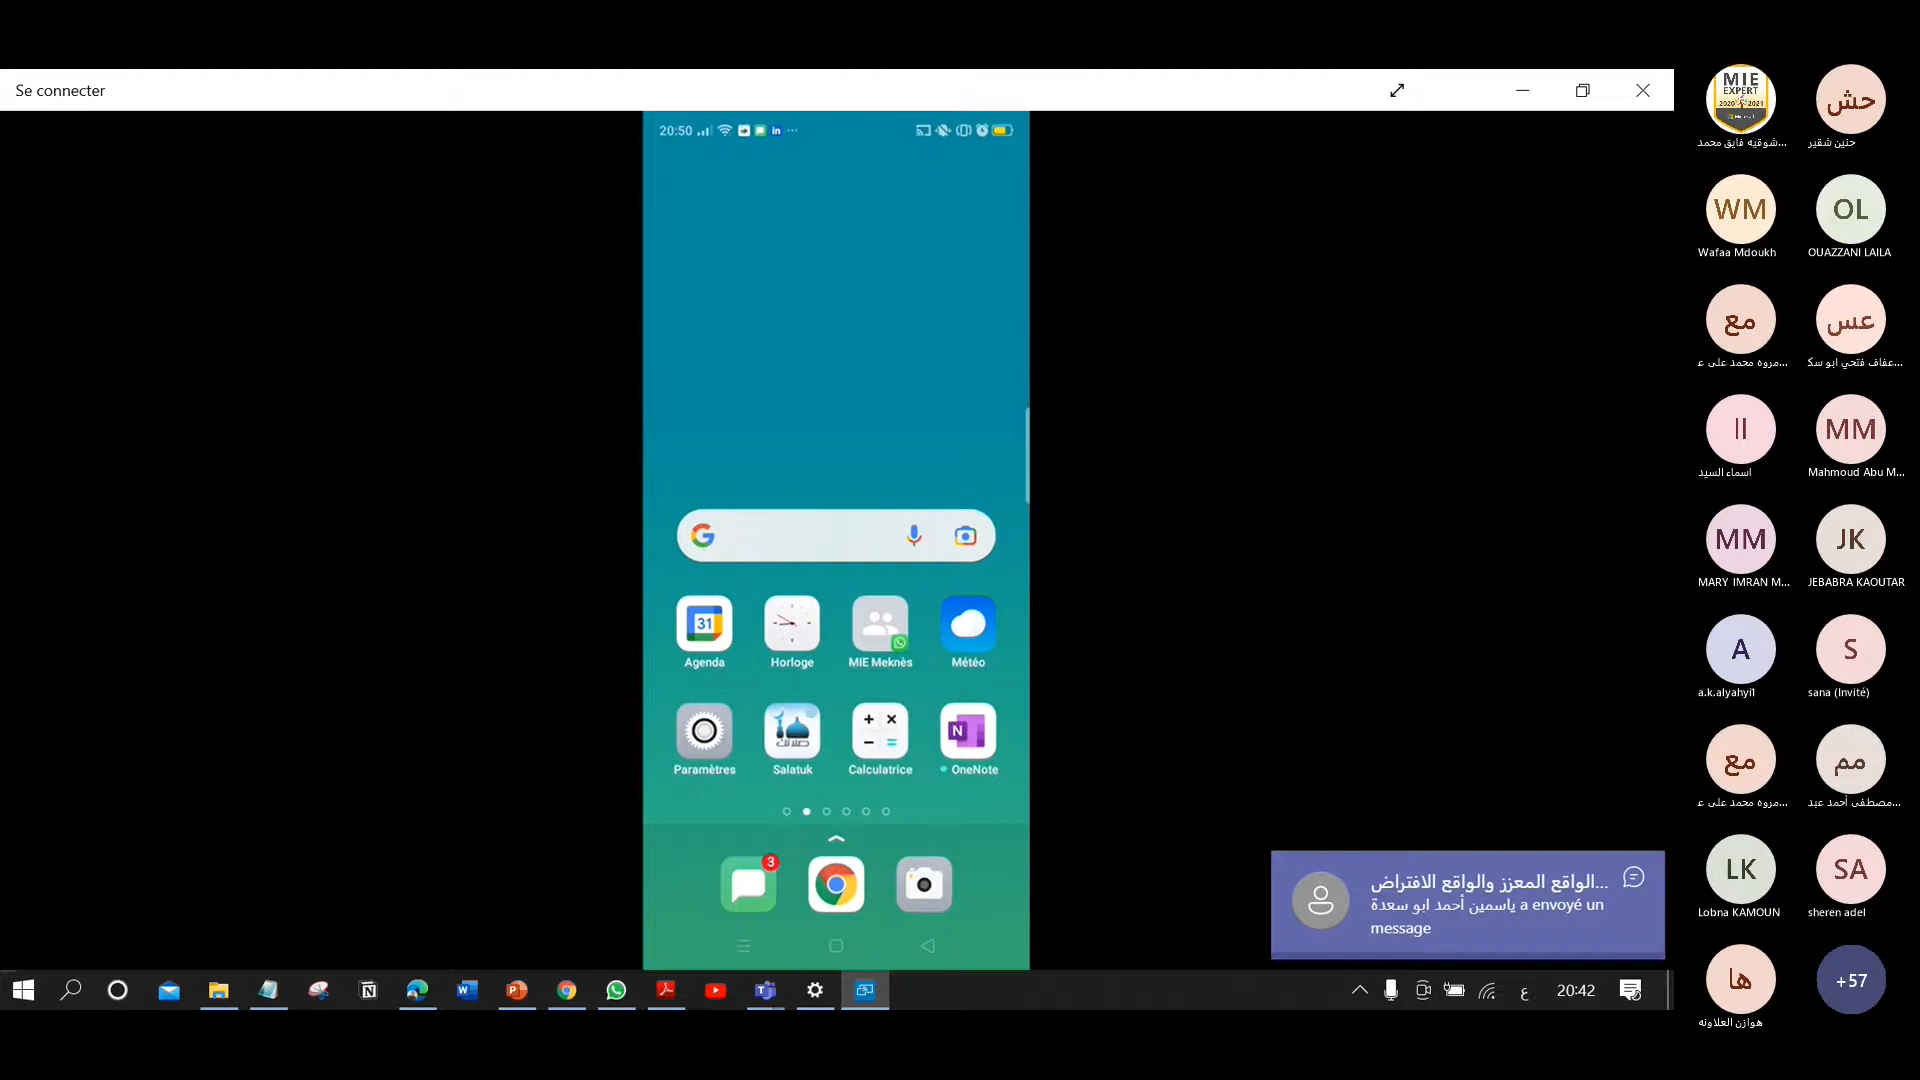 Se connecter
20:50
31
Agenda
Horloge
MIE Meknès
Météo
Paramètres
صلاتك
Salatuk
Calculatrice
N
OneNote
3
الواقع المعزز والواقع الافتراض...
ياسمين أحمد ابو سعدة a envoyé un
message
ع
20:42
MIE
EXPERT
2020 2021
شوقيه فايق محمد...
حش
حنين شقير
WM
Wafaa Mdoukh
OL
OUAZZANI LAILA
مع
مروه محمد على ع...
عس
عفاف فتحي ابو سك...
اا
اسماء السيد
MM
Mahmoud Abu M...
MM
MARY IMRAN M...
JK
JEBABRA KAOUTAR
A
a.k.alyahyi1
S
sana (Invité)
مع
مروه محمد على ع...
مم
مصطفى أحمد عبد...
LK
Lobna KAMOUN
SA
sheren adel
ها
هوازن العلاونه
+57